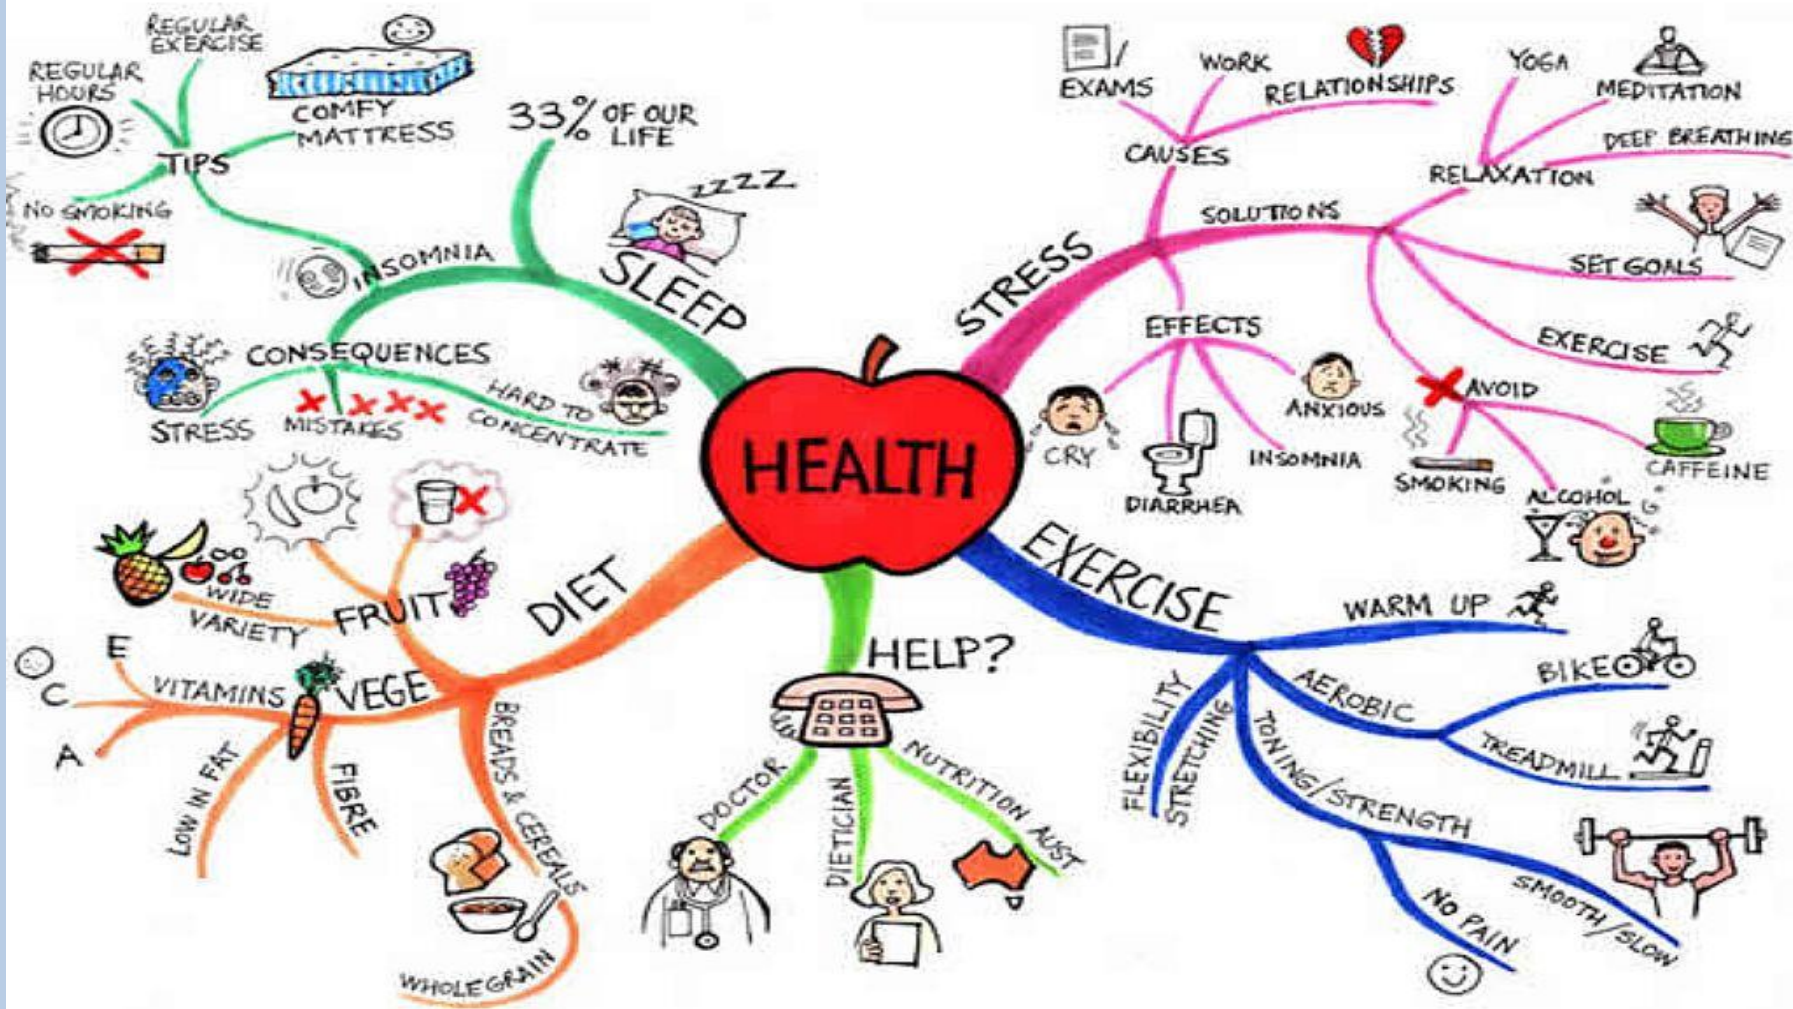 HEALTH
SLEEP
33% OF OUR
LIFE
ZZZZ
INSOMNIA
TIPS
REGULAR
EXERCISE
REGULAR
HOURS
COMFY
MATTRESS
NO SMOKING
CONSEQUENCES
STRESS
MISTAKES
HARD TO
CONCENTRATE
STRESS
CAUSES
EXAMS
WORK
RELATIONSHIPS
SOLUTIONS
RELAXATION
YOGA
MEDITATION
DEEP BREATHING
SET GOALS
EXERCISE
AVOID
SMOKING
ALCOHOL
CAFFEINE
EFFECTS
CRY
DIARRHEA
INSOMNIA
ANXIOUS
DIET
FRUIT
WIDE
VARIETY
VEGE
VITAMINS
E
C
A
LOW IN FAT
FIBRE
BREADS & CEREALS
WHOLEGRAIN
HELP?
DOCTOR
DIETICIAN
NUTRITION AUST
EXERCISE
WARM UP
AEROBIC
BIKE
TREADMILL
TONING/STRENGTH
SMOOTH/SLOW
NO PAIN
FLEXIBILITY
STRETCHING